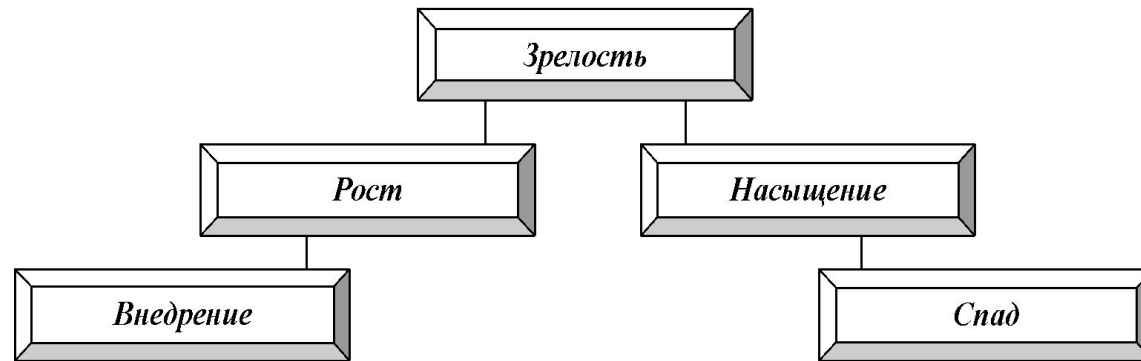 Зрелость
Рост
Насыщение
Внедрение
Спад